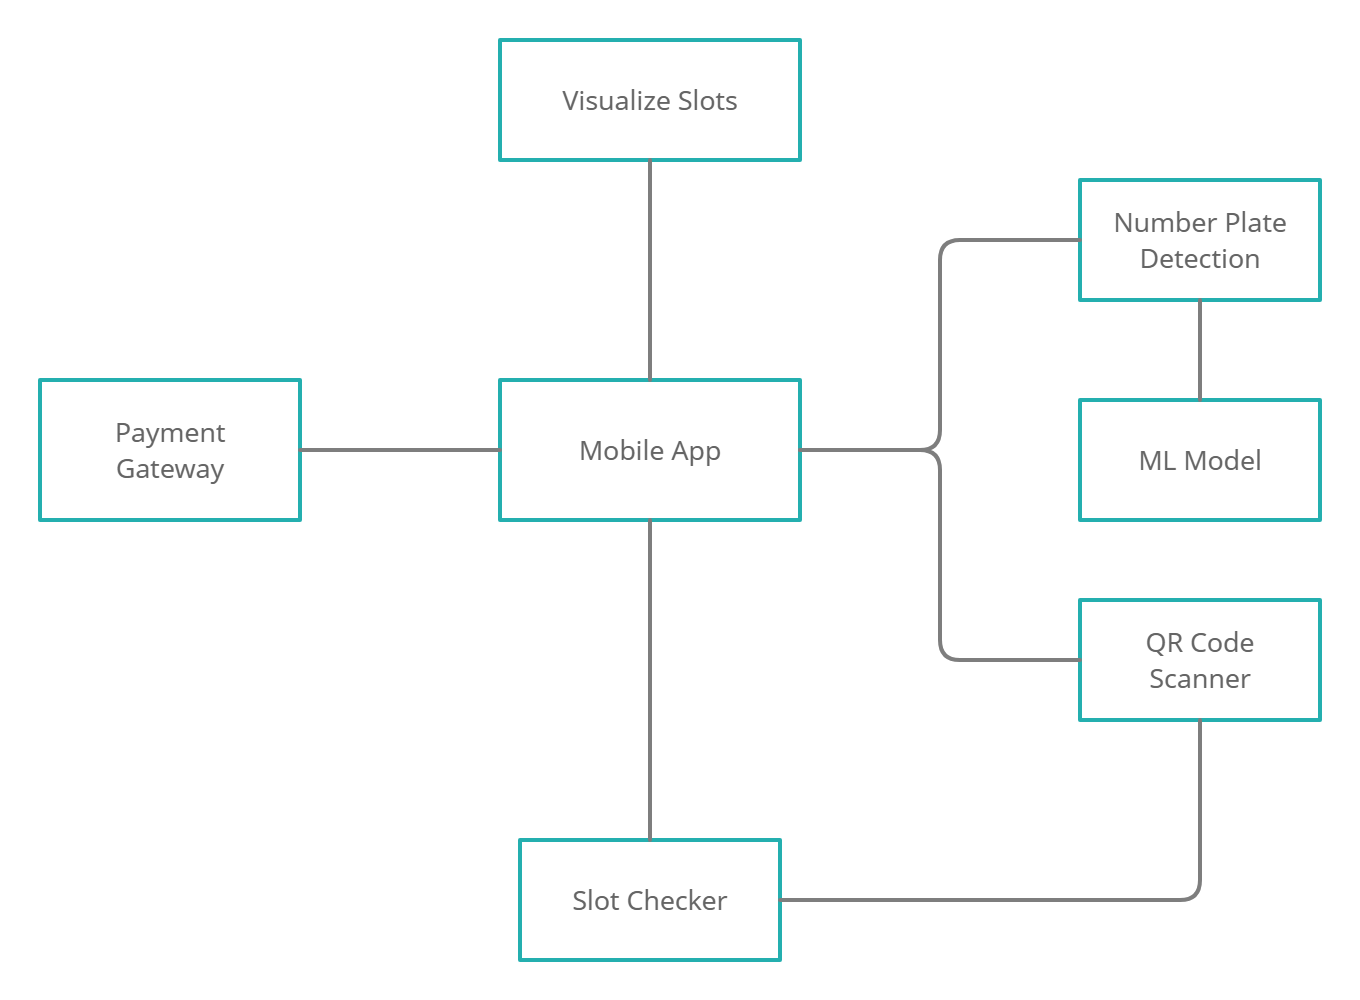 Visualize Slots
Number Plate
Detection
Payment
Gateway
Mobile App
ML Model
QR Code
Scanner
Slot Checker